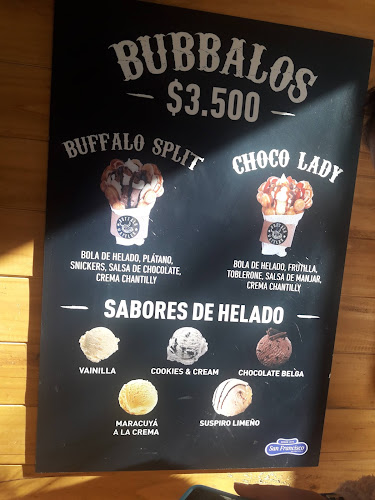 BUBBALOS
$3.500
BUFFALO SPLIT
BOLA DE HELADO, PLÁTANO,
SNICKERS, SALSA DE CHOCOLATE,
CREMA CHANTILLY
CHOCO LADY
BOLA DE HELADO, FRUTILLA,
TOBLERONE, SALSA DE MANJAR,
CREMA CHANTILLY
SABORES DE HELADO
VAINILLA
COOKIES & CREAM
CHOCOLATE BELGA
MARACUYÁ
A LA CREMA
SUSPIRO LIMEÑO
San Francisco